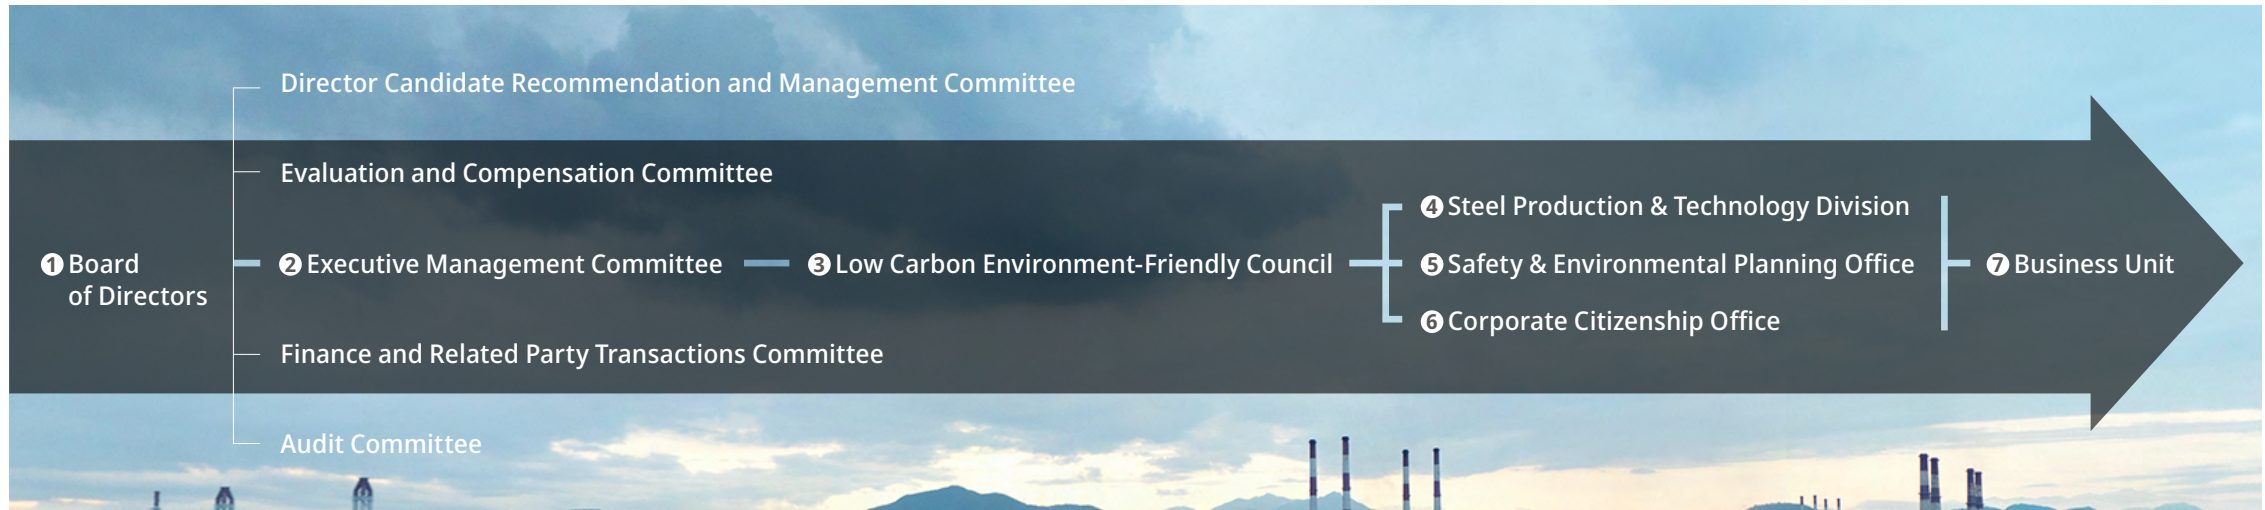 Director Candidate Recommendation and Management Committee
Evaluation and Compensation Committee
❶ Board
of Directors
❷ Executive Management Committee
❸ Low Carbon Environment-Friendly Council
❹ Steel Production & Technology Division
❺ Safety & Environmental Planning Office
❻ Corporate Citizenship Office
❼ Business Unit
Finance and Related Party Transactions Committee
Audit Committee